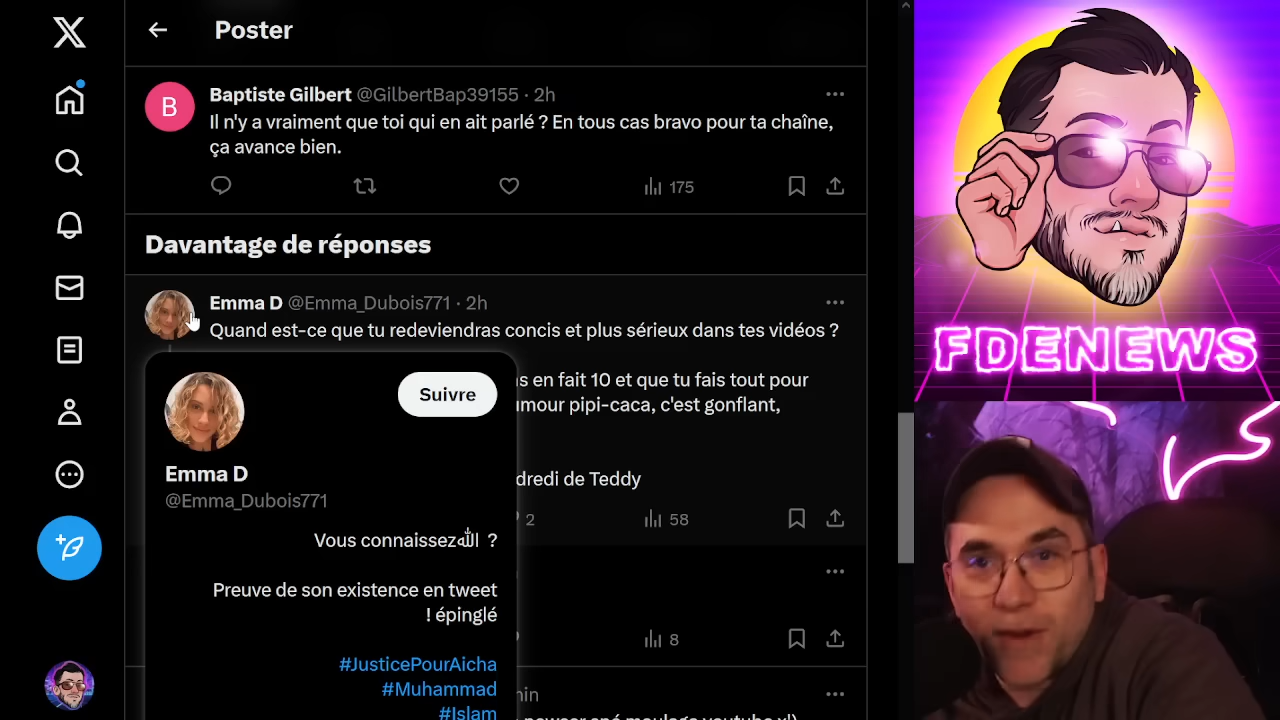 Poster
Baptiste Gilbert @GilbertBap39155 · 2h
Il n'y a vraiment que toi qui en ait parlé ? En tous cas bravo pour ta chaîne,
ça avance bien.
175
Davantage de réponses
Emma D @Emma_Dubois771 · 2h
Quand est-ce que tu redeviendras concis et plus sérieux dans tes vidéos ?
s en fait 10 et que tu fais tout pour
mour pipi-caca, c'est gonflant,
dredi de Teddy
2
58
8
Suivre
Emma D
@Emma_Dubois771
Vous connaissez الله ?
Preuve de son existence en tweet
! épinglé
#JusticePourAicha
#Muhammad
#Islam
B
FDENEWS